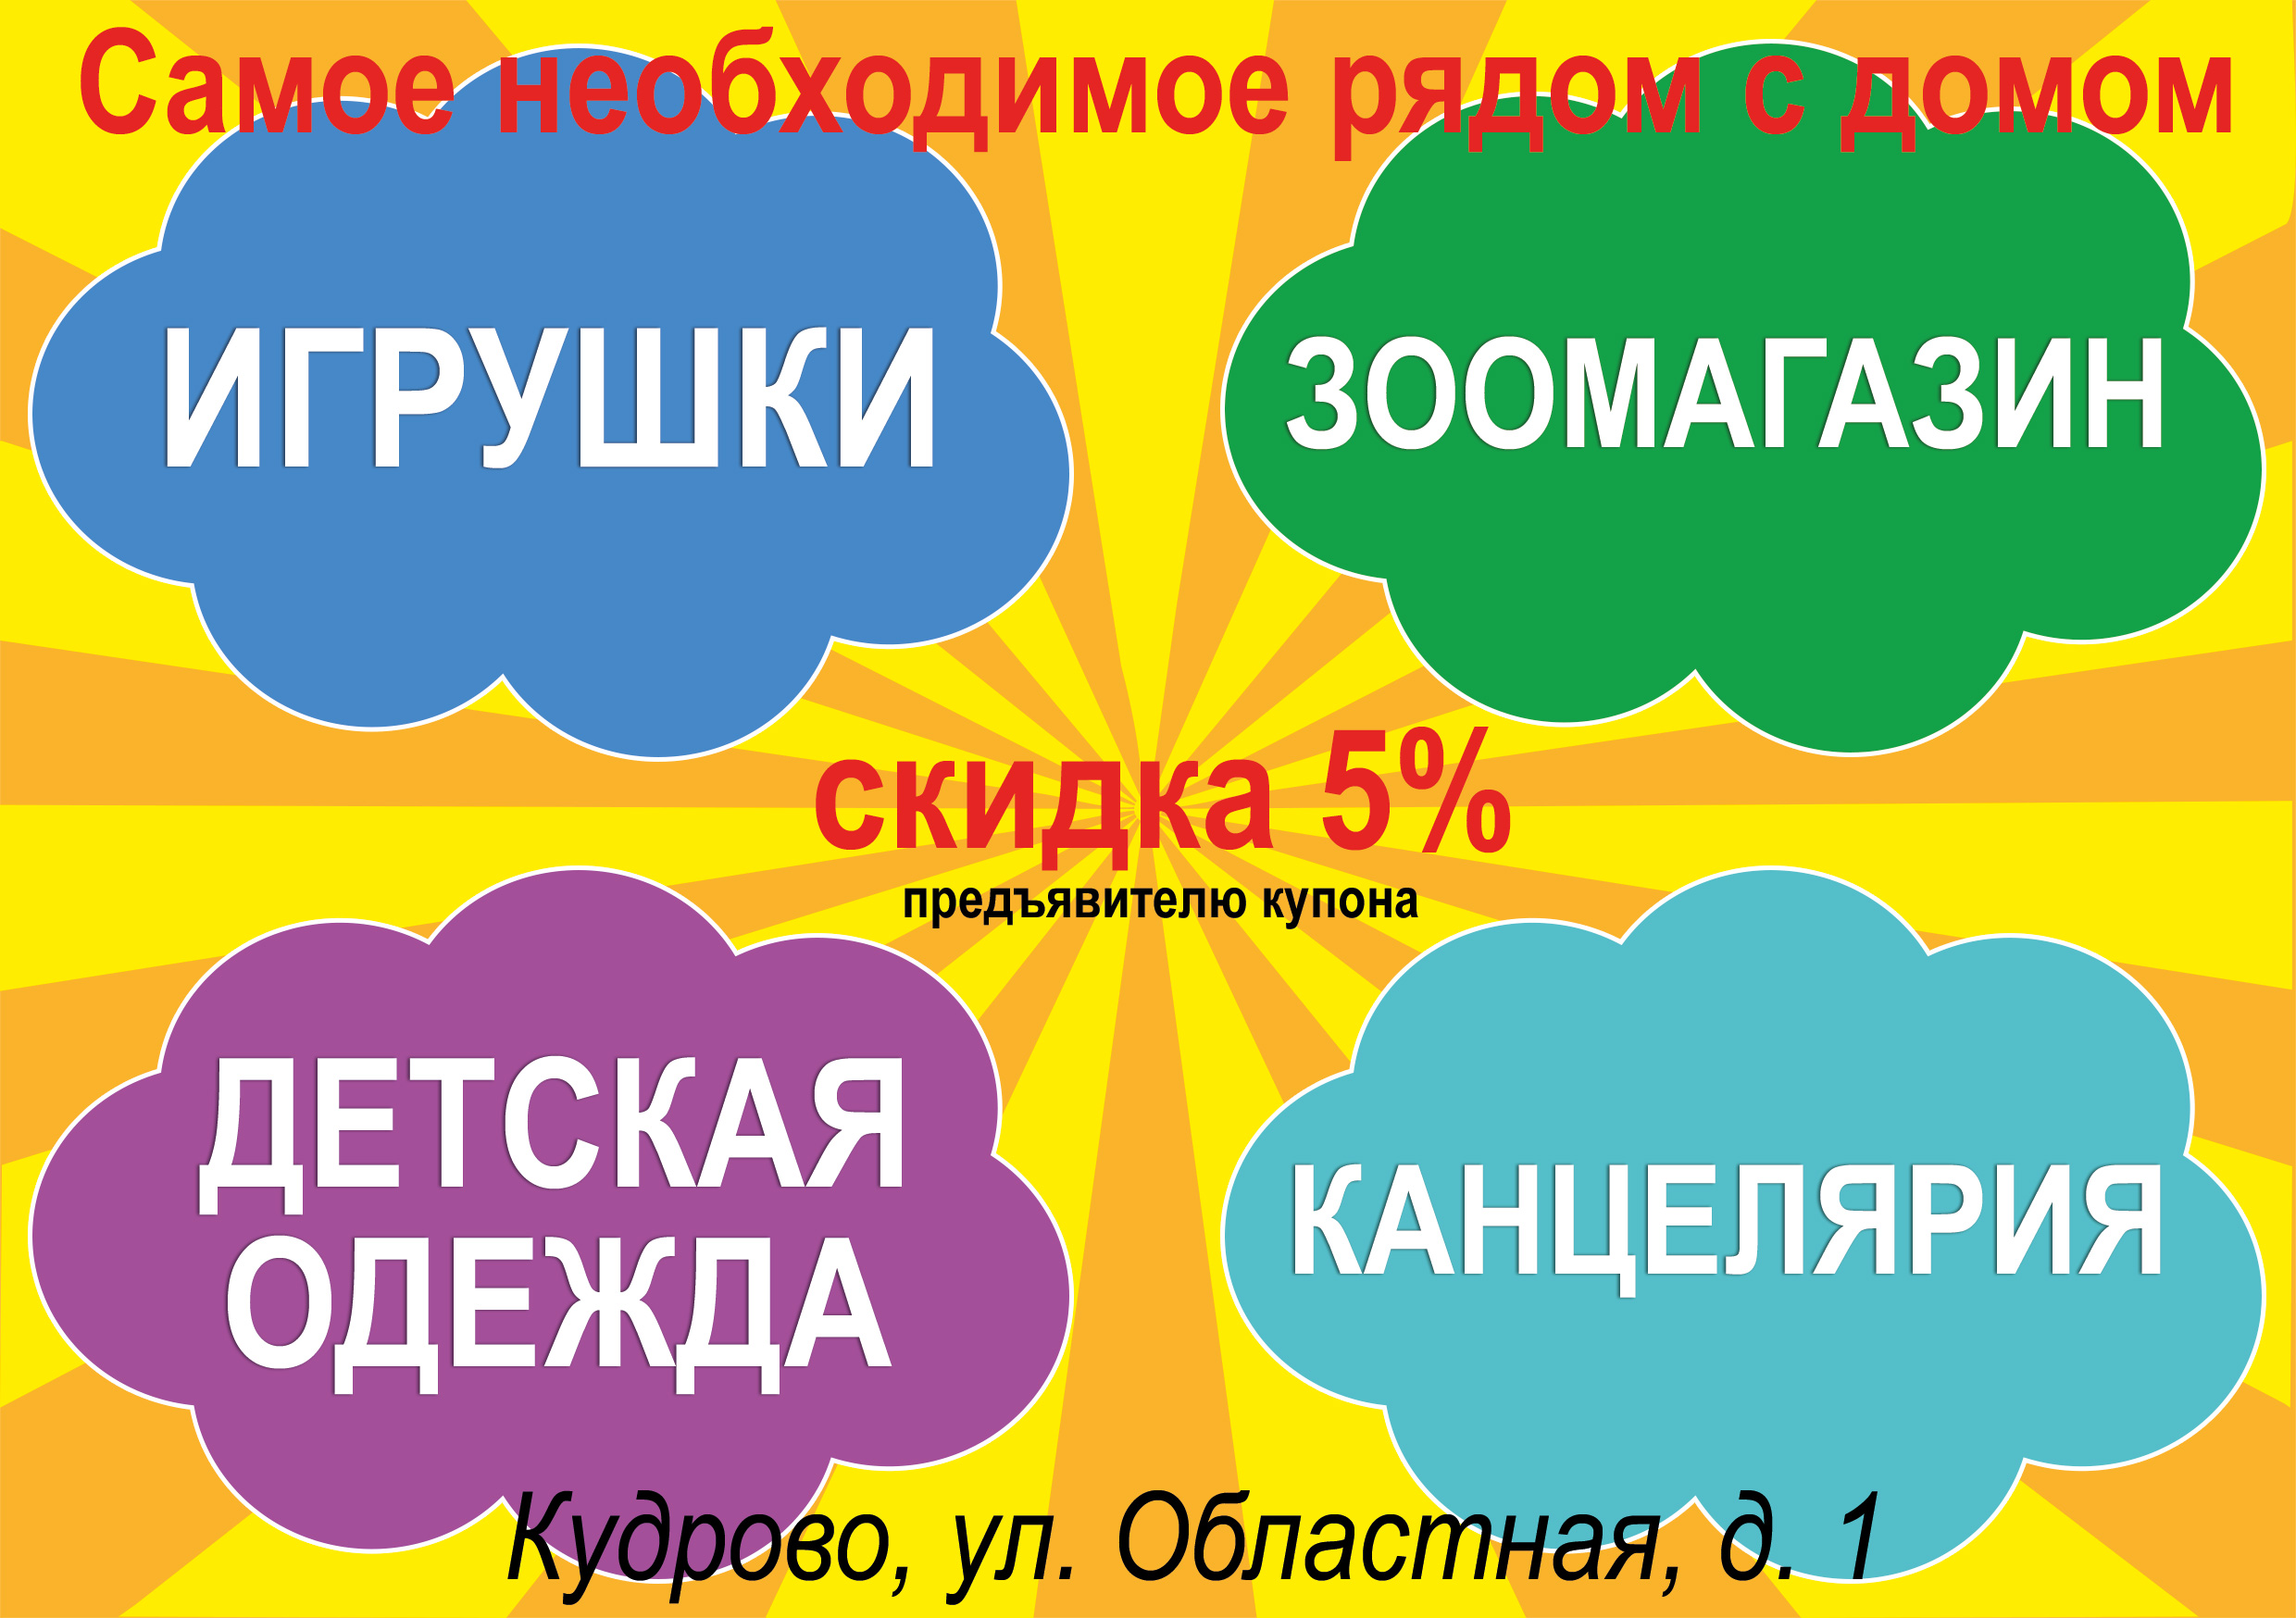 Самое необходимое рядом с домом
ИГРУШКИ
ЗООМАГАЗИН
скидка 5%
предъявителю купона
ДЕТСКАЯ
ОДЕЖДА
КАНЦЕЛЯРИЯ
Кудрово, ул. Областная, д. 1